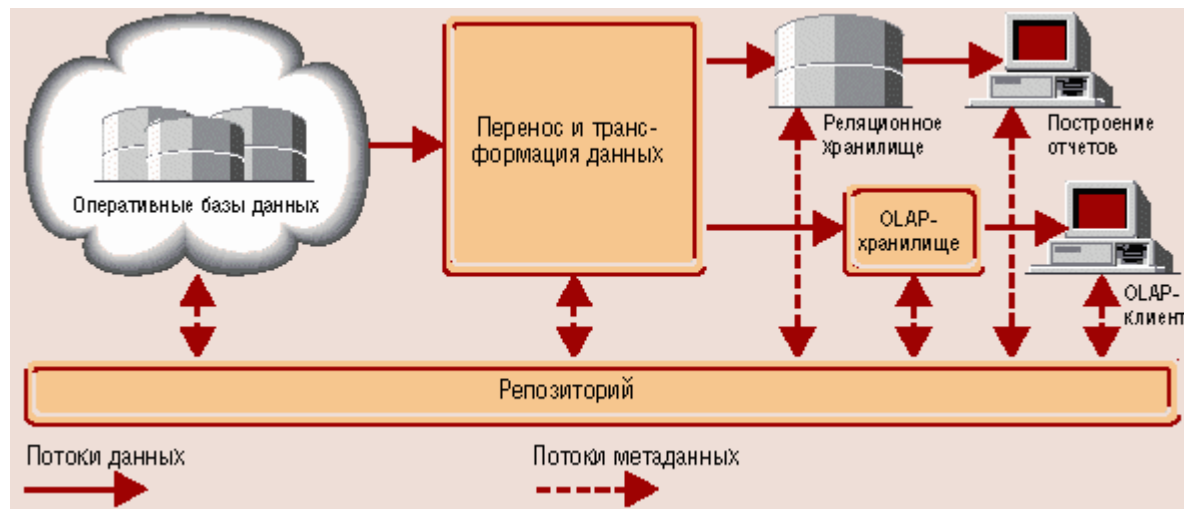 Оперативные базы данных
Перенос и транс-
формация данных
Реляционное
хранилище
Построение
отчетов
OLAP-
хранилище
OLAP-
клиент
Репозиторий
Потоки данных
Потоки метаданных